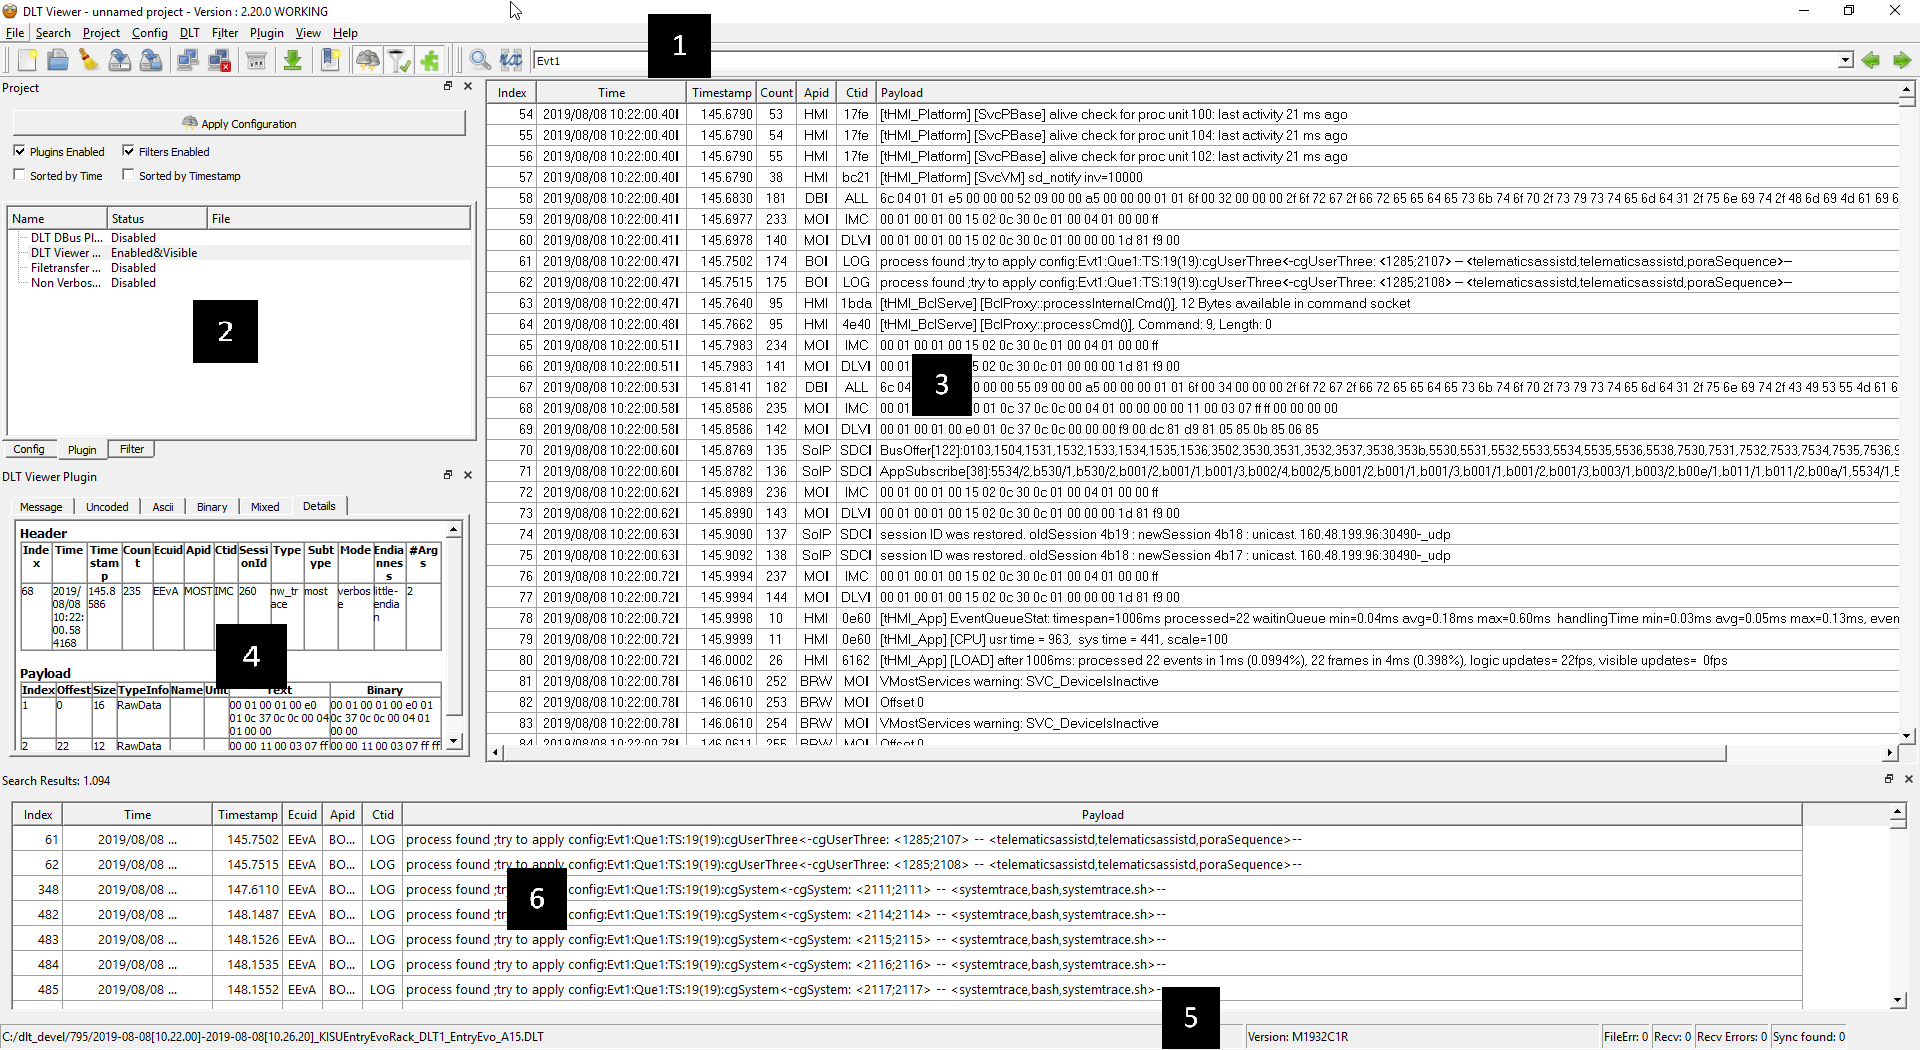 DLT Viewer - unnamed project - Version : 2.20.0 WORKING
File Search Project Config DLT Filter Plugin View Help
Evt1
1
Project
Apply Configuration
Plugins Enabled Filters Enabled
Sorted by Time Sorted by Timestamp
Name Status File
DLT DBus Pl... Disabled
DLT Viewer ... Enabled&Visible
Filetransfer ... Disabled
Non Verbos... Disabled
2
Config Plugin Filter
DLT Viewer Plugin
Message Uncoded Ascii Binary Mixed Details
Header
Index Time Timestamp Count Ecuid Apid Ctid SessionId Type Subtype Mode Endianness #Args
68 2019/08/08 10:22:00.584168 145.8586 235 EEvA MOST IMC 260 nw_trace most verbose little-endian 2
4
Payload
Index Offest Size TypeInfo Name Text Binary
1 0 16 RawData 00 01 00 01 00 e0 01 0c 37 0c 0c 00 04 01 00 00 00 01 00 01 00 e0 01 0c 37 0c 0c 00 04 01 00 00
2 22 12 RawData 00 00 11 00 03 07 ff 00 00 11 00 03 07 ff ff
Index Time Timestamp Count Apid Ctid Payload
54 2019/08/08 10:22:00.40 145.6790 53 HMI 17fe [tHMI_Platform] [SvcPBase] alive check for proc unit 100: last activity 21 ms ago
55 2019/08/08 10:22:00.40 145.6790 54 HMI 17fe [tHMI_Platform] [SvcPBase] alive check for proc unit 104: last activity 21 ms ago
56 2019/08/08 10:22:00.40 145.6790 55 HMI 17fe [tHMI_Platform] [SvcPBase] alive check for proc unit 102: last activity 21 ms ago
57 2019/08/08 10:22:00.40 145.6790 38 HMI bc21 [tHMI_Platform] [SvcVM] sd_notify inv=10000
58 2019/08/08 10:22:00.40 145.6830 181 DBI ALL 6c 04 01 01 e5 00 00 00 52 09 00 00 a5 00 00 00 01 01 6f 00 32 00 00 00 2f 6f 72 67 2f 66 72 65 65 64 65 73 6b 74 6f 70 2f 73 79 73 74 65 6d 64 31 2f 75 6e 69 74 2f 48 6d 69 4d 61 69 6
59 2019/08/08 10:22:00.41 145.6977 233 MOI IMC 00 01 00 01 00 15 02 0c 30 0c 01 00 04 01 00 00 ff
60 2019/08/08 10:22:00.41 145.6978 140 MOI DLVI 00 01 00 01 00 15 02 0c 30 0c 01 00 00 00 1d 81 f9 00
61 2019/08/08 10:22:00.47 145.7502 174 BOI LOG process found ;try to apply config:Evt1:Que1:TS:19(19):cgUserThree<-cgUserThree: <1285;2107> -- <telematicsassistd,telematicsassistd,poraSequence>--
62 2019/08/08 10:22:00.47 145.7515 175 BOI LOG process found ;try to apply config:Evt1:Que1:TS:19(19):cgUserThree<-cgUserThree: <1285;2108> -- <telematicsassistd,telematicsassistd,poraSequence>--
63 2019/08/08 10:22:00.48 145.7640 95 HMI 1bda [tHMI_BclServe] [BclProxy::processInternalCmd()], 12 Bytes available in command socket
64 2019/08/08 10:22:00.48 145.7662 95 HMI 4e40 [tHMI_BclServe] [BclProxy::processCmd()], Command: 9, Length: 0
65 2019/08/08 10:22:00.51 145.7983 234 MOI IMC 00 01 00 01 00 15 02 0c 30 0c 01 00 04 01 00 00 ff
66 2019/08/08 10:22:00.51 145.7983 141 MOI DLVI 00 01 5 02 0c 30 0c 01 00 00 00 1d 81 f9 00
3
67 2019/08/08 10:22:00.53 145.8141 182 DBI ALL 6c 04 00 00 00 55 09 00 00 a5 00 00 00 01 01 6f 00 34 00 00 00 2f 6f 72 67 2f 66 72 65 65 64 65 73 6b 74 6f 70 2f 73 79 73 74 65 6d 64 31 2f 75 6e 69 74 2f 43 49 53 55 4d 61 6
68 2019/08/08 10:22:00.58 145.8586 235 MOI IMC 00 01 01 0c 37 0c 0c 00 04 01 00 00 00 00 11 00 03 07 ff ff 00 00 00 00
69 2019/08/08 10:22:00.58 145.8586 142 MOI DLVI 00 01 00 01 00 e0 01 0c 37 0c 0c 00 00 00 f9 00 dc 81 d9 81 05 85 0b 85 06 85
70 2019/08/08 10:22:00.60 145.8769 135 SoIP SDCI BusOffer[122]:0103,1504,1531,1532,1533,1534,1535,1536,3502,3530,3531,3532,3537,3538,353b,5530,5531,5532,5533,5534,5535,5538,7530,7531,7532,7533,7534,7535,7536,9
71 2019/08/08 10:22:00.60 145.8782 136 SoIP SDCI AppSubscribe[38]:5534/2,b530/1,b530/2,b001/2,b001/1,b001/3,b002/4,b002/5,b001/2,b001/1,b001/3,b001/1,b001/2,b001/3,b003/1,b003/2,b00e/1,b011/1,b011/2,b00a/1,5534/1,5
72 2019/08/08 10:22:00.62 145.8989 236 MOI IMC 00 01 00 01 00 15 02 0c 30 0c 01 00 04 01 00 00 ff
73 2019/08/08 10:22:00.62 145.8990 143 MOI DLVI 00 01 00 01 00 15 02 0c 30 0c 01 00 00 00 1d 81 f9 00
74 2019/08/08 10:22:00.63 145.9090 137 SoIP SDCI session ID was restored. oldSession 4b19 : newSession 4b18 : unicast. 160.48.199.96:30490-_udp
75 2019/08/08 10:22:00.63 145.9092 138 SoIP SDCI session ID was restored. oldSession 4b18 : newSession 4b17 : unicast. 160.48.199.96:30490-_udp
76 2019/08/08 10:22:00.72 145.9994 237 MOI IMC 00 01 00 01 00 15 02 0c 30 0c 01 00 04 01 00 00 ff
77 2019/08/08 10:22:00.72 145.9994 144 MOI DLVI 00 01 00 01 00 15 02 0c 30 0c 01 00 00 00 1d 81 f9 00
78 2019/08/08 10:22:00.72 145.9998 10 HMI 0e60 [tHMI_App] EventQueueStat: timespan=1006ms processed=22 waitinQueue min=0.04ms avg=0.18ms max=0.60ms handlingTime min=0.03ms avg=0.05ms max=0.13ms, even
79 2019/08/08 10:22:00.72 145.9999 11 HMI 0e60 [tHMI_App] [CPU] usr time = 963, sys time = 441, scale=100
80 2019/08/08 10:22:00.72 146.0002 26 HMI 6162 [tHMI_App] [LOAD] after 1006ms: processed 22 events in 1ms (0.0994%), 22 frames in 4ms (0.398%), logic updates= 22fps, visible updates= 0fps
81 2019/08/08 10:22:00.78 146.0610 252 BRW MOI VMostServices warning: SVC_DeviceIsInactive
82 2019/08/08 10:22:00.78 146.0610 253 BRW MOI Offset 0
83 2019/08/08 10:22:00.78 146.0610 254 BRW MOI VMostServices warning: SVC_DeviceIsInactive
84 2019/08/08 10:22:00.78 146.0611 255 BRW MOI Offset 0
Search Results: 1.094
Index Time Timestamp Ecuid Apid Ctid Payload
61 2019/08/08 ... 145.7502 EEvA BO... LOG process found ;try to apply config:Evt1:Que1:TS:19(19):cgUserThree<-cgUserThree: <1285;2107> -- <telematicsassistd,telematicsassistd,poraSequence>--
62 2019/08/08 ... 145.7515 EEvA BO... LOG process found ;try to apply config:Evt1:Que1:TS:19(19):cgUserThree<-cgUserThree: <1285;2108> -- <telematicsassistd,telematicsassistd,poraSequence>--
348 2019/08/08 ... 147.6110 EEvA BO... LOG process found ;try to apply config:Evt1:Que1:TS:19(19):cgSystem<-cgSystem: <2111;2111> -- <systemtrace,bash,systemtrace.sh>--
6
482 2019/08/08 ... 148.1487 EEvA BO... LOG process found ;try to apply config:Evt1:Que1:TS:19(19):cgSystem<-cgSystem: <2114;2114> -- <systemtrace,bash,systemtrace.sh>--
483 2019/08/08 ... 148.1526 EEvA BO... LOG process found ;try to apply config:Evt1:Que1:TS:19(19):cgSystem<-cgSystem: <2115;2115> -- <systemtrace,bash,systemtrace.sh>--
484 2019/08/08 ... 148.1535 EEvA BO... LOG process found ;try to apply config:Evt1:Que1:TS:19(19):cgSystem<-cgSystem: <2116;2116> -- <systemtrace,bash,systemtrace.sh>--
485 2019/08/08 ... 148.1552 EEvA BO... LOG process found ;try to apply config:Evt1:Que1:TS:19(19):cgSystem<-cgSystem: <2117;2117> -- <systemtrace,bash,systemtrace.sh>--
5
C:/dlt_devel/795/2019-08-08[10.22.00]-2019-08-08[10.26.20]_KISUEntryEvoRack_DLT1_EntryEvo_A15.DLT Version: M1932C1R FileErr: 0 Recv: 0 Recv Errors: 0 Sync found: 0